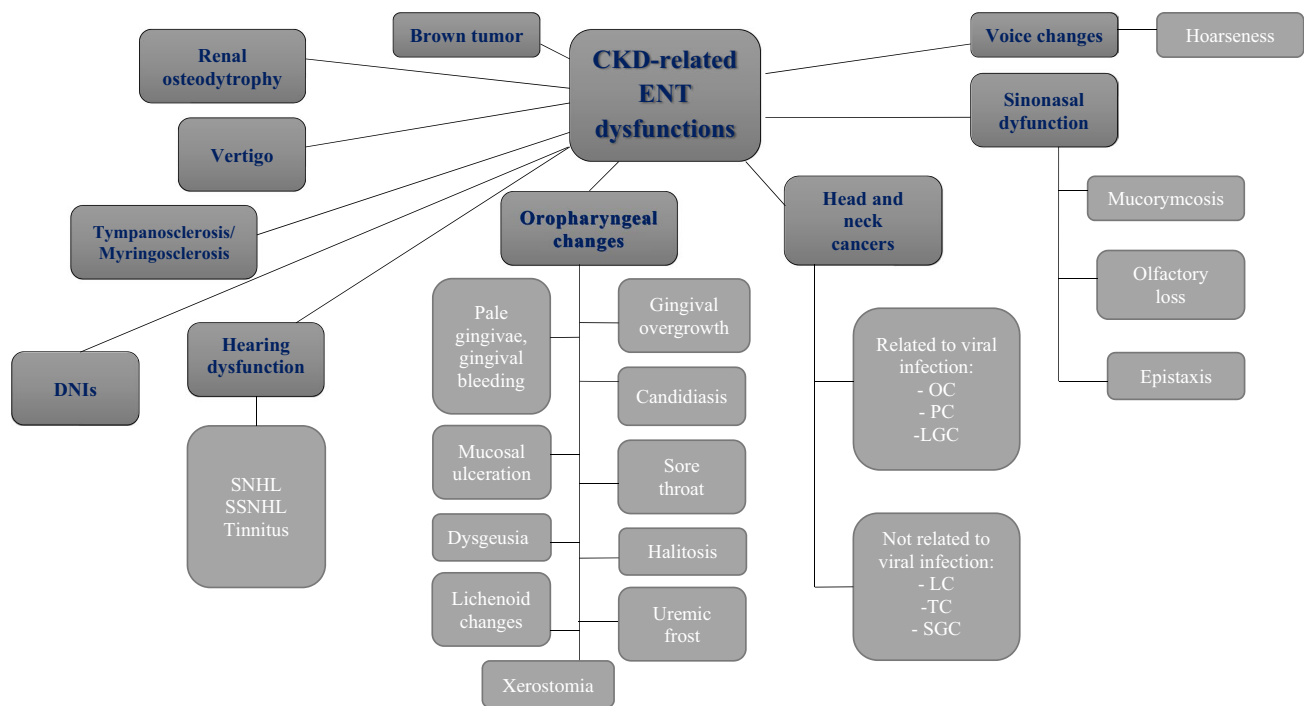 CKD-related
ENT
dysfunctions
Brown tumor
Renal
osteodytrophy
Vertigo
Tympanosclerosis/
Myringosclerosis
DNIs
Hearing
dysfunction
SNHL
SSNHL
Tinnitus
Oropharyngeal
changes
Pale
gingivae,
gingival
bleeding
Gingival
overgrowth
Candidiasis
Mucosal
ulceration
Sore
throat
Dysgeusia
Halitosis
Lichenoid
changes
Uremic
frost
Xerostomia
Head and
neck
cancers
Related to viral
infection:
- OC
- PC
-LGC
Not related to
viral infection:
- LC
-TC
- SGC
Voice changes
Hoarseness
Sinonasal
dyfunction
Mucorymcosis
Olfactory
loss
Epistaxis